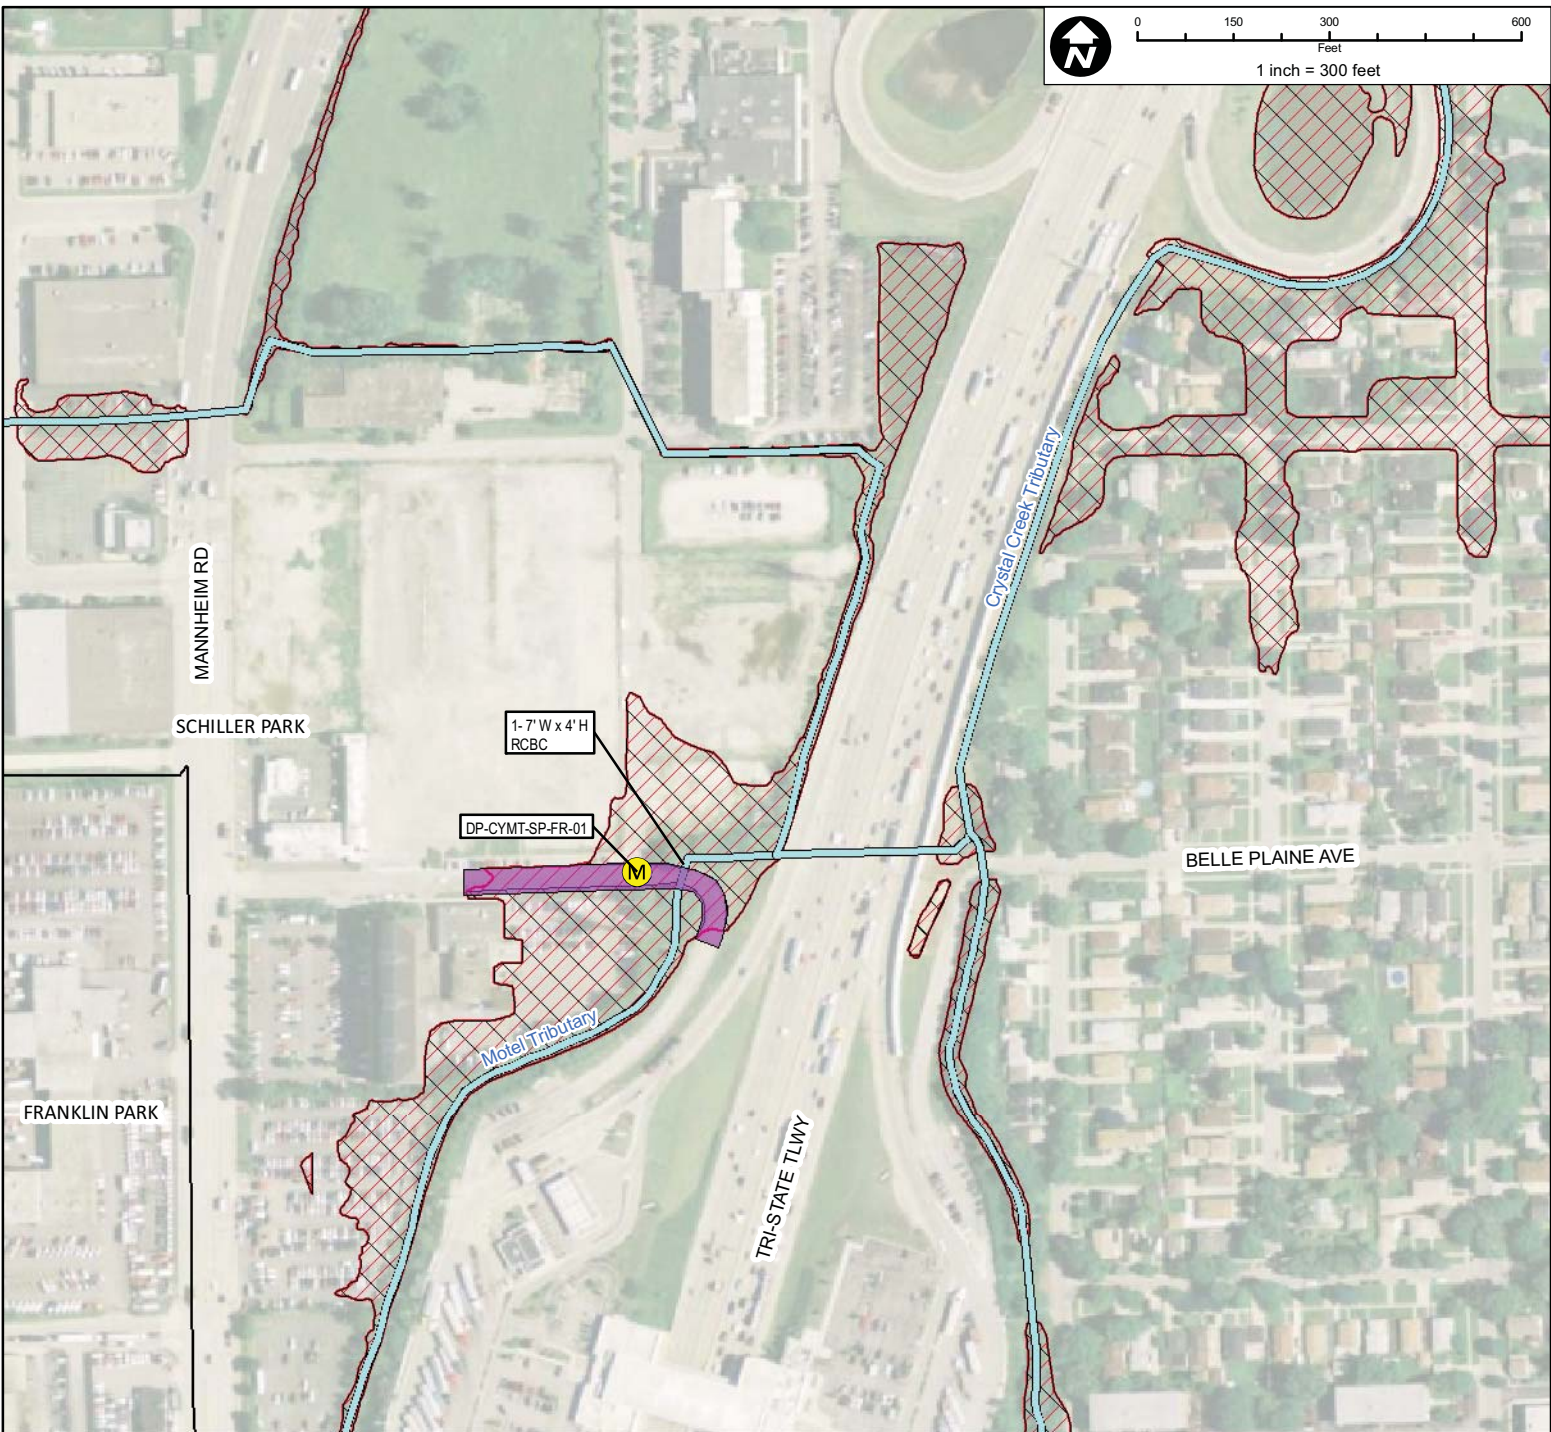 N
0 150 300 600
Feet
1 inch = 300 feet
Crystal Creek Tributary
MANNHEIM RD
SCHILLER PARK
1- 7' W x 4' H
RCBC
DP-CYMT-SP-FR-01
M
BELLE PLAINE AVE
Motel Tributary
FRANKLIN PARK
TRI-STATE TLWY